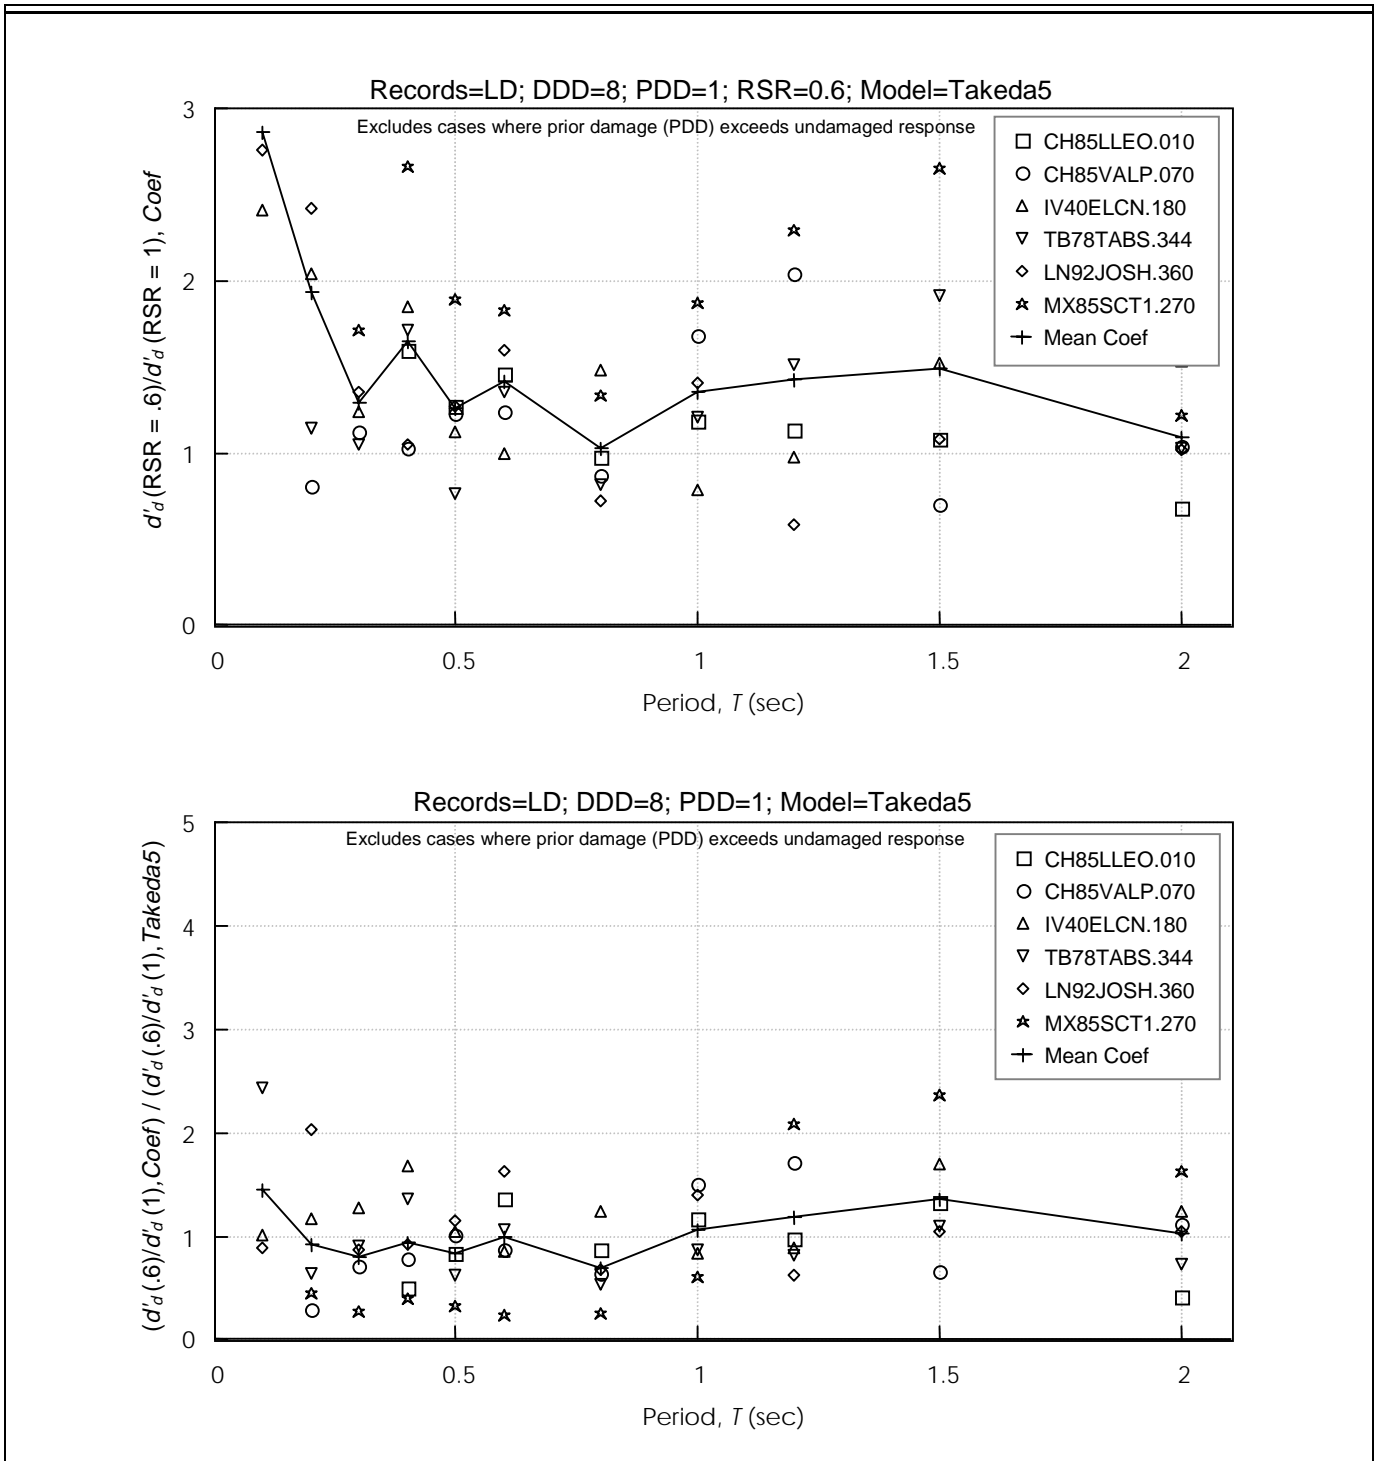 Records=LD; DDD=8; PDD=1; RSR=0.6; Model=Takeda5
Excludes cases where prior damage (PDD) exceeds undamaged response
d'd (RSR = .6)/d'd (RSR = 1), Coef
3
2
1
0
CH85LLEO.010
CH85VALP.070
IV40ELCN.180
TB78TABS.344
LN92JOSH.360
MX85SCT1.270
Mean Coef
0 0.5 1 1.5 2
Period, T (sec)
Records=LD; DDD=8; PDD=1; Model=Takeda5
Excludes cases where prior damage (PDD) exceeds undamaged response
(d'd (.6)/d'd (1), Coef) / (d'd (.6)/d'd (1), Takeda5)
5
4
3
2
1
0
CH85LLEO.010
CH85VALP.070
IV40ELCN.180
TB78TABS.344
LN92JOSH.360
MX85SCT1.270
Mean Coef
0 0.5 1 1.5 2
Period, T (sec)